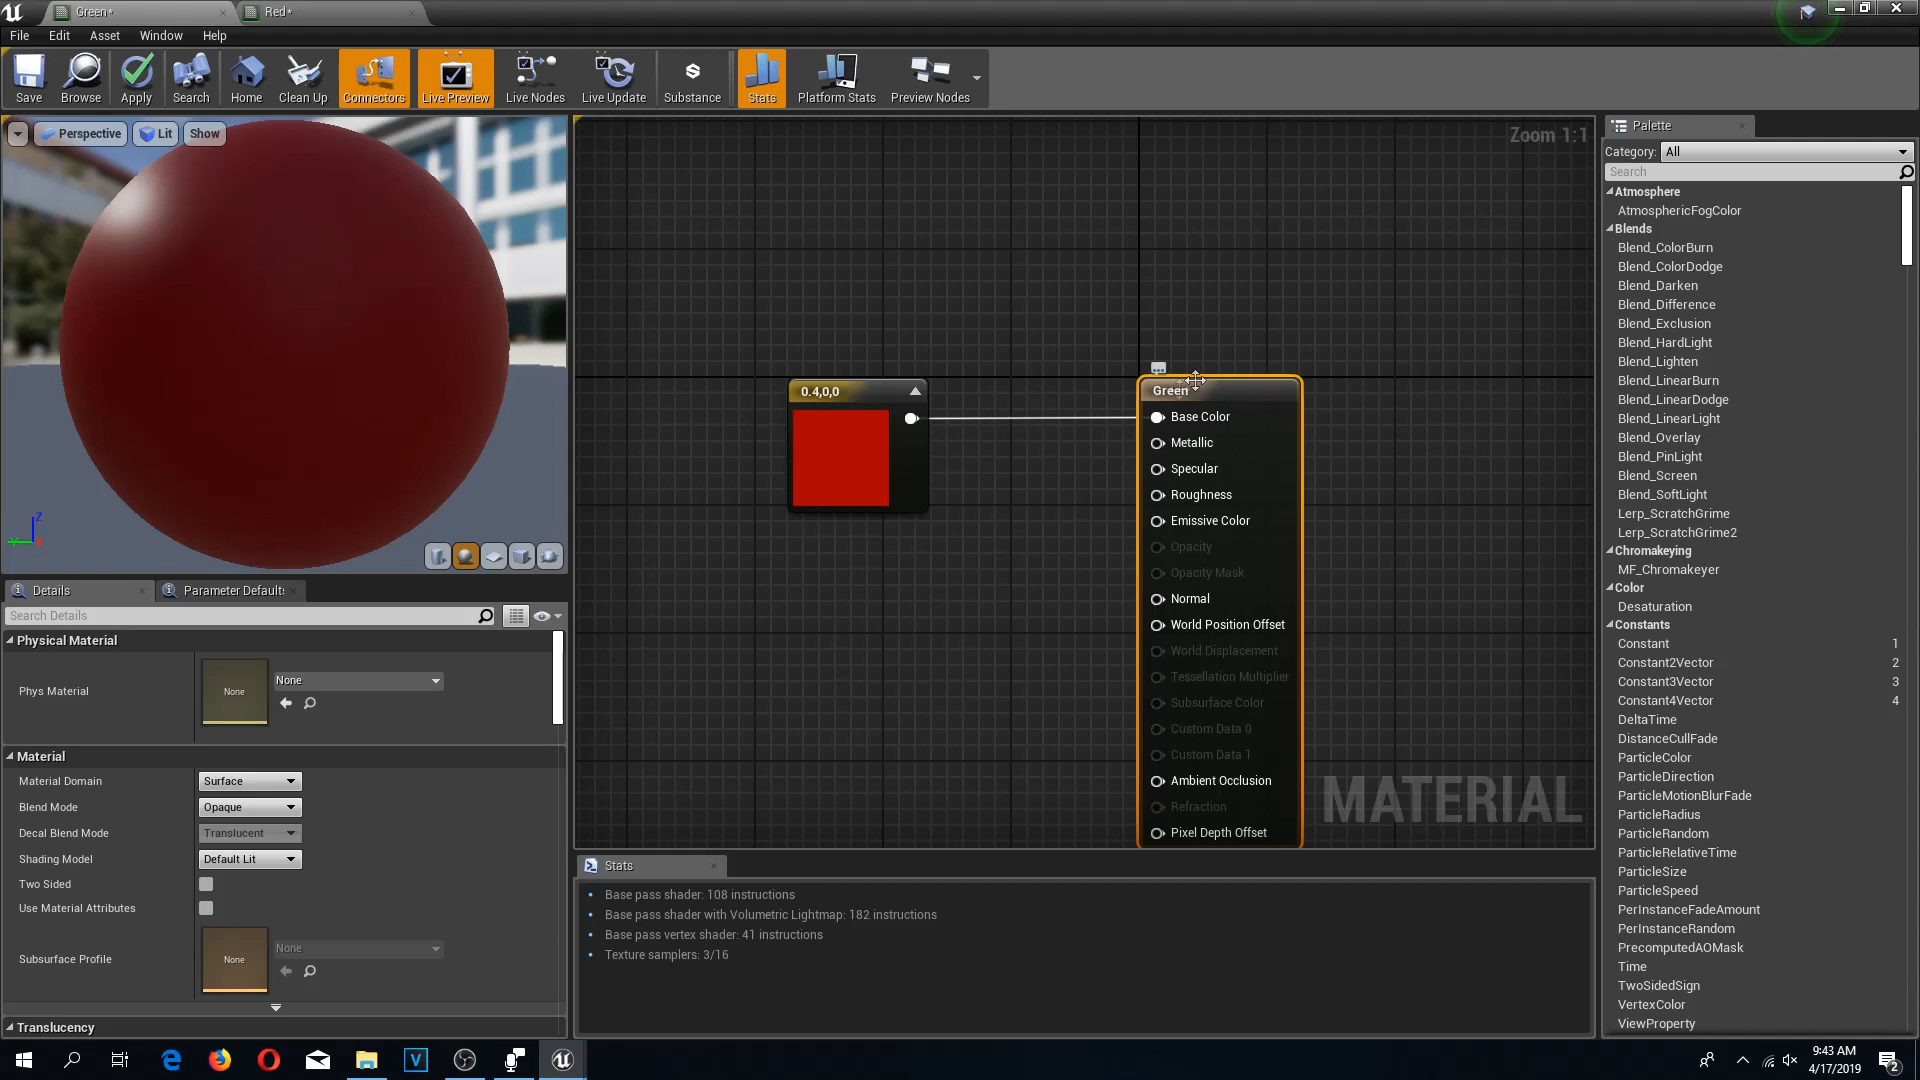 Green*
Red*
File Edit Asset Window Help
Save Browse Apply Search Home Clean Up Connectors Live Preview Live Nodes Live Update Substance Stats Platform Stats Preview Nodes
Perspective Lit Show
Zoom 1:1
0.4,0,0
Green
Base Color
Metallic
Specular
Roughness
Emissive Color
Opacity
Opacity Mask
Normal
World Position Offset
World Displacement
Tessellation Multiplier
Subsurface Color
Custom Data 0
Custom Data 1
Ambient Occlusion
Refraction
Pixel Depth Offset
MATERIAL
Details
Parameter Default
Search Details
Physical Material
Phys Material None None
Material
Material Domain Surface
Blend Mode Opaque
Decal Blend Mode Translucent
Shading Model Default Lit
Two Sided
Use Material Attributes
Subsurface Profile None None
Translucency
Stats
Base pass shader: 108 instructions
Base pass shader with Volumetric Lightmap: 182 instructions
Base pass vertex shader: 41 instructions
Texture samplers: 3/16
Palette
Category: All
Search
Atmosphere
AtmosphericFogColor
Blends
Blend_ColorBurn
Blend_ColorDodge
Blend_Darken
Blend_Difference
Blend_Exclusion
Blend_HardLight
Blend_Lighten
Blend_LinearBurn
Blend_LinearDodge
Blend_LinearLight
Blend_Overlay
Blend_PinLight
Blend_Screen
Blend_SoftLight
Lerp_ScratchGrime
Lerp_ScratchGrime2
Chromakeying
MF_Chromakeyer
Color
Desaturation
Constants
Constant 1
Constant2Vector 2
Constant3Vector 3
Constant4Vector 4
DeltaTime
DistanceCullFade
ParticleColor
ParticleDirection
ParticleMotionBlurFade
ParticleRadius
ParticleRandom
ParticleRelativeTime
ParticleSize
ParticleSpeed
PerInstanceFadeAmount
PerInstanceRandom
PrecomputedAOMask
Time
TwoSidedSign
VertexColor
ViewProperty
9:43 AM
4/17/2019
2